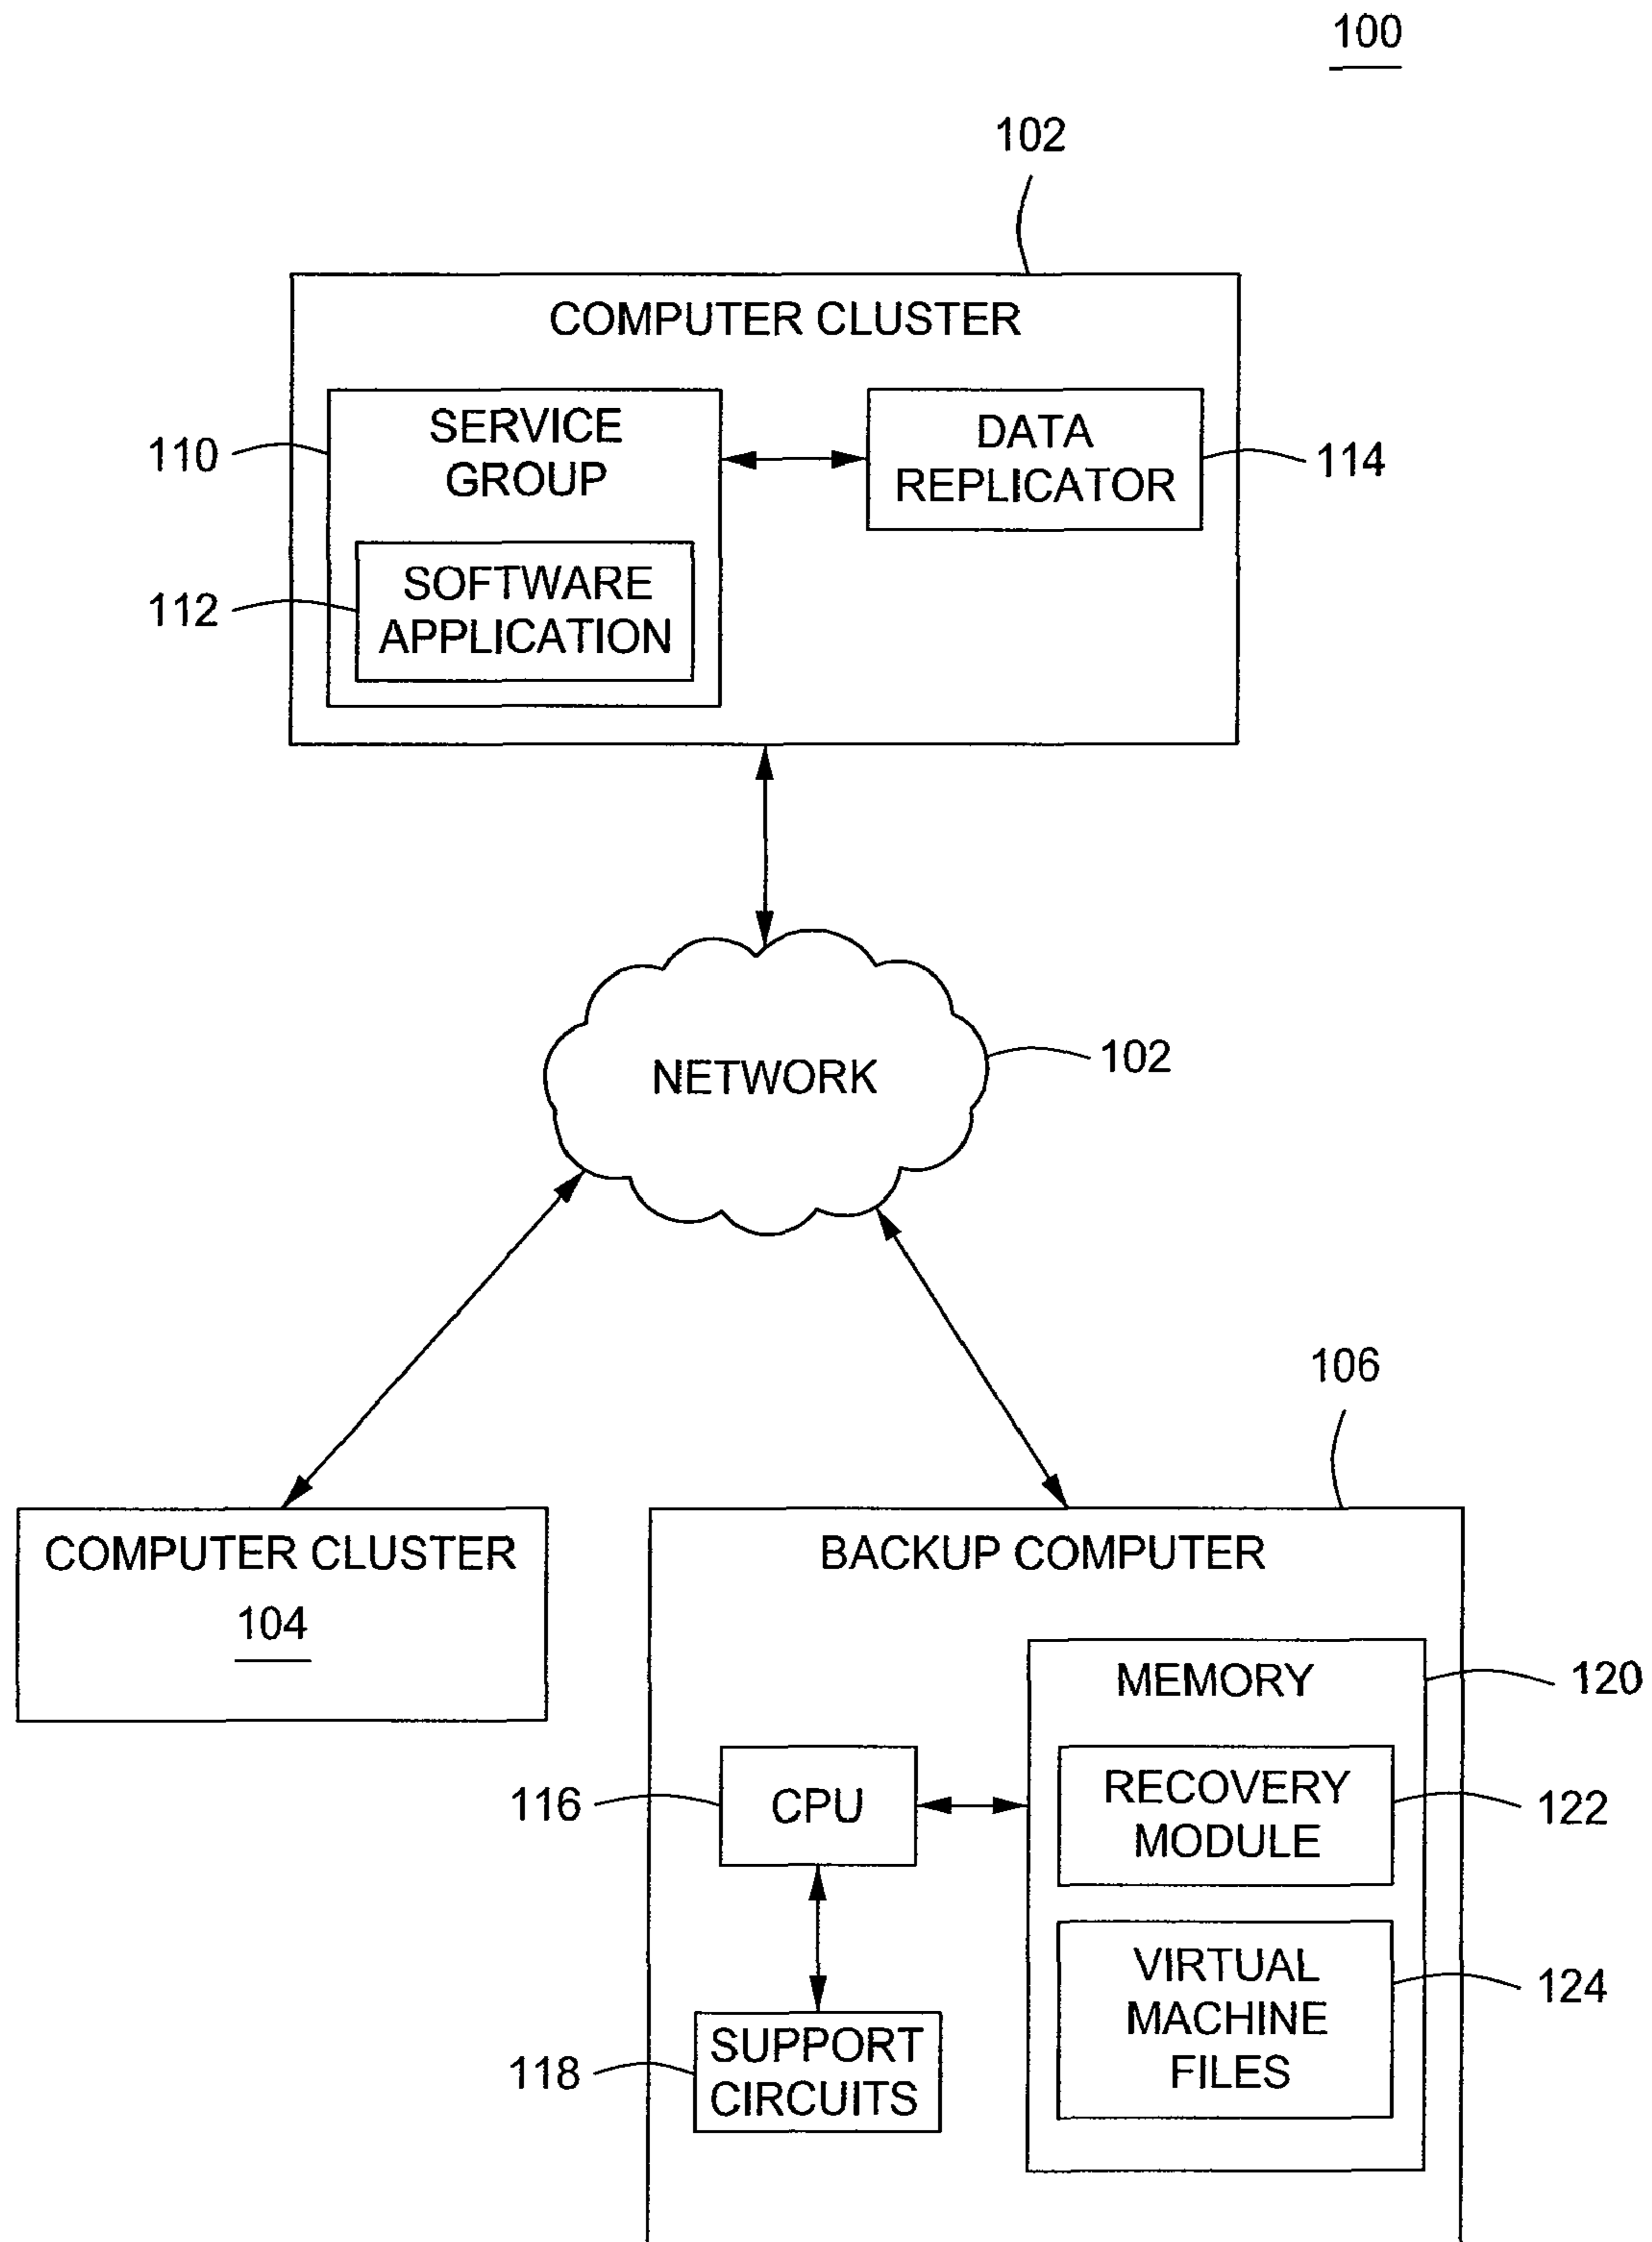 100
102
COMPUTER CLUSTER
SERVICE
GROUP
110
DATA
REPLICATOR
114
SOFTWARE
APPLICATION
112
NETWORK
102
106
COMPUTER CLUSTER
104
BACKUP COMPUTER
MEMORY
120
116
CPU
RECOVERY
MODULE
122
VIRTUAL
MACHINE
FILES
124
118
SUPPORT
CIRCUITS